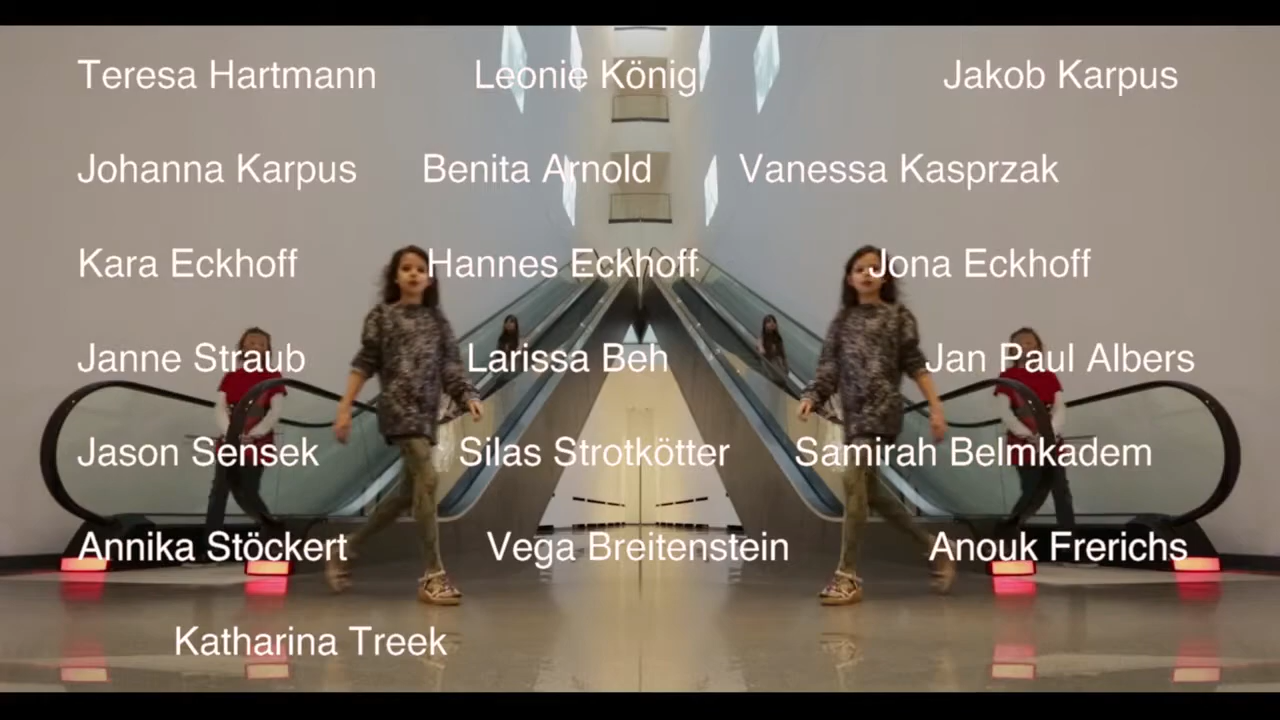 Teresa Hartmann Leonie König Jakob Karpus
Johanna Karpus Benita Arnold Vanessa Kasprzak
Kara Eckhoff Hannes Eckhoff Jona Eckhoff
Janne Straub Larissa Beh Jan Paul Albers
Jason Sensek Silas Strotkötter Samirah Belmkadem
Annika Stöckert Vega Breitenstein Anouk Frerichs
Katharina Treek